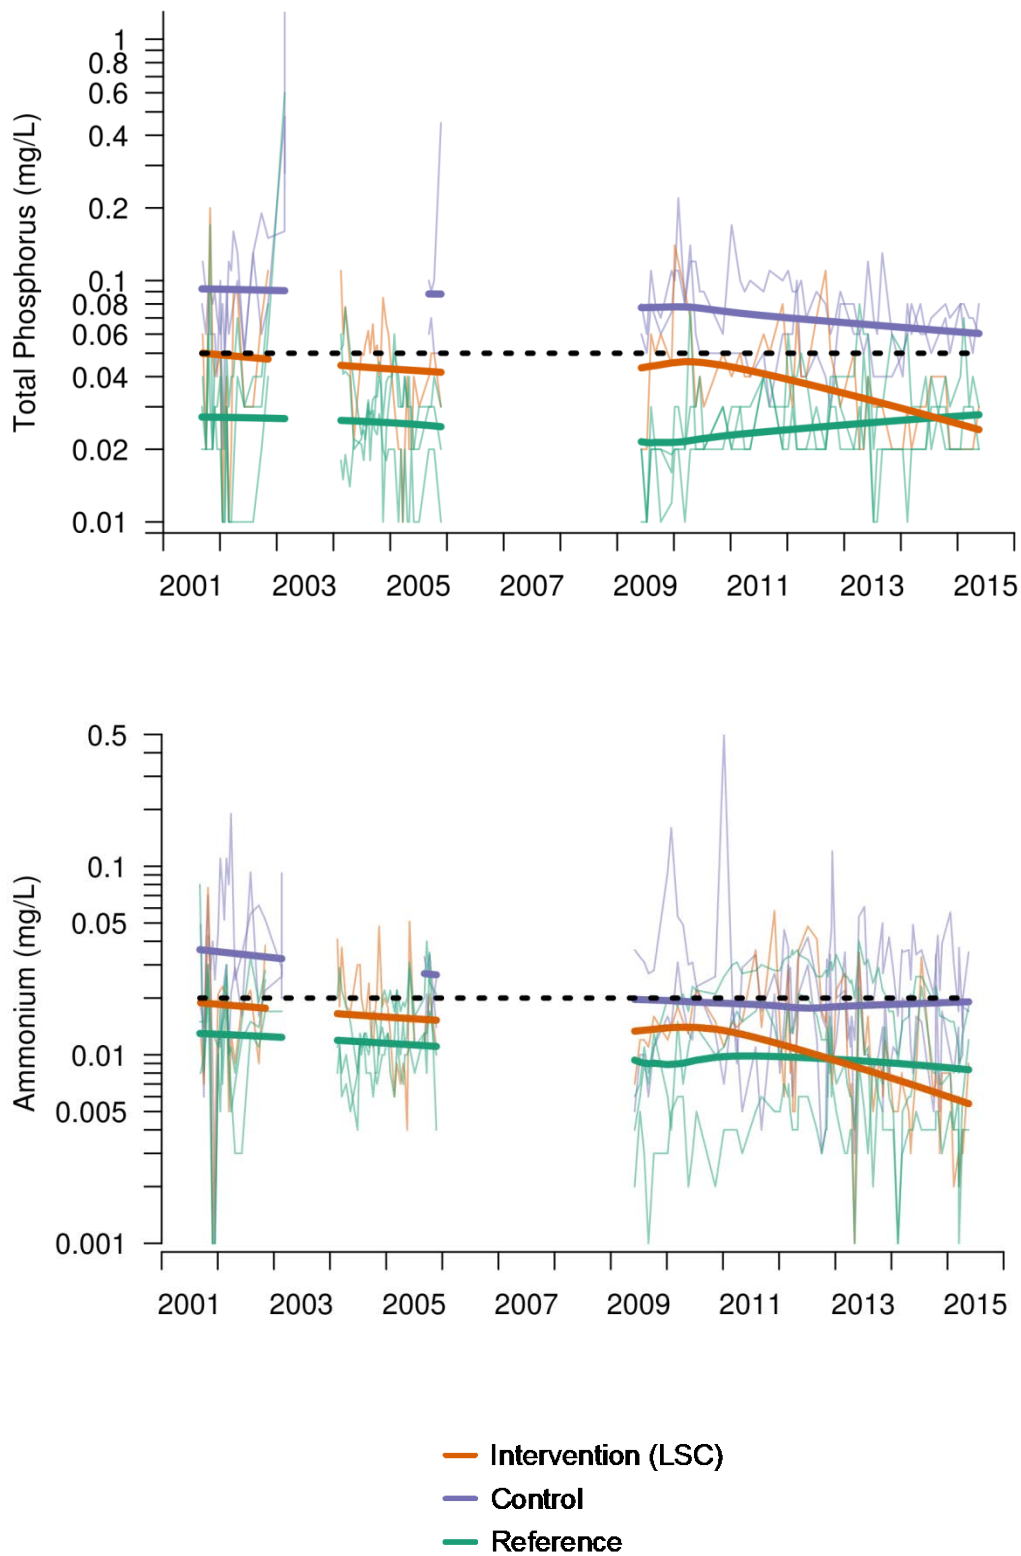 Total Phosphorus (mg/L)
1
0.8
0.6
0.4
0.2
0.1
0.08
0.06
0.04
0.02
0.01
2001 2003 2005 2007 2009 2011 2013 2015
Ammonium (mg/L)
0.5
0.1
0.05
0.01
0.005
0.001
2001 2003 2005 2007 2009 2011 2013 2015
Intervention (LSC)
Control
Reference